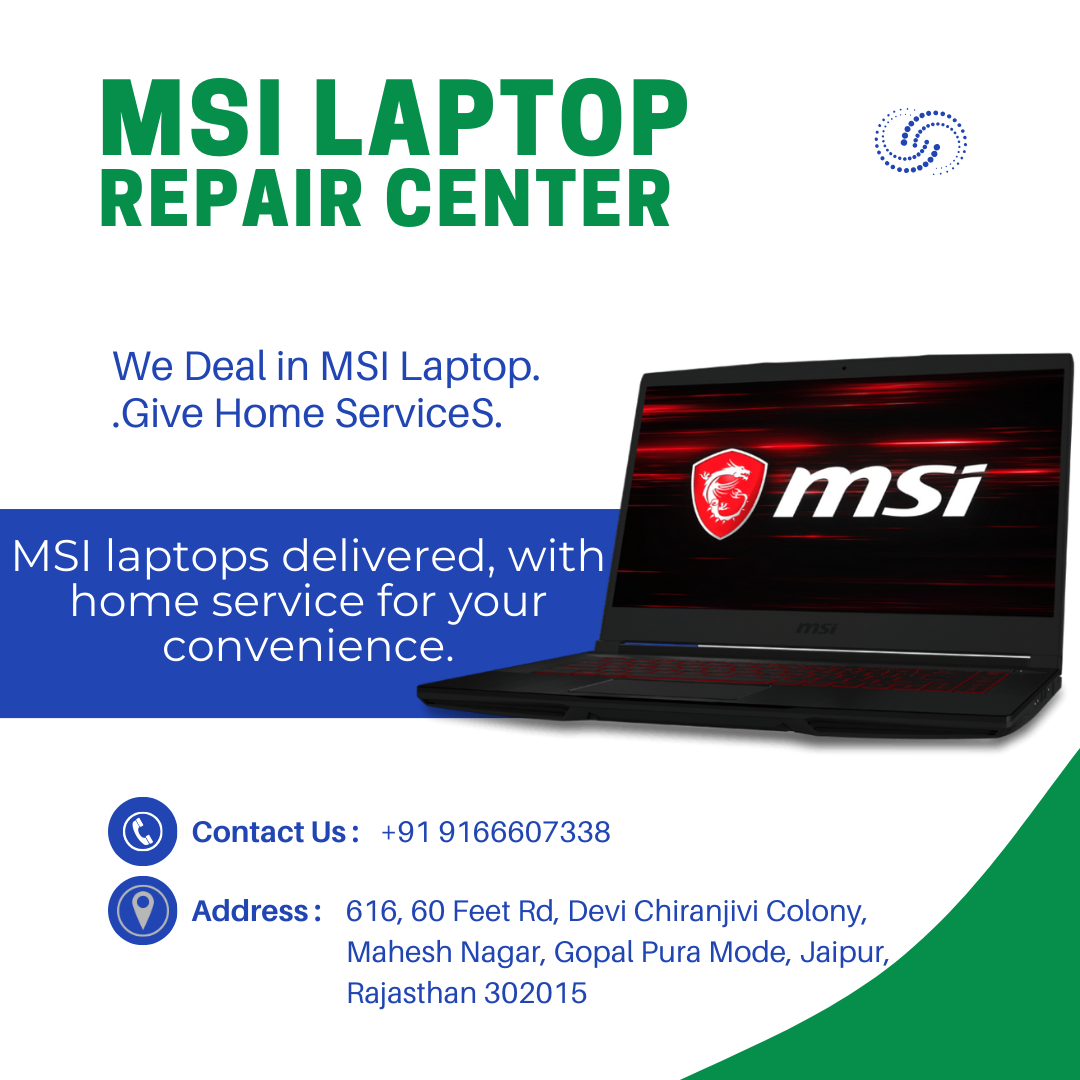 MSI LAPTOP
REPAIR CENTER
We Deal in MSI Laptop.
.Give Home ServiceS.
msi
MSI laptops delivered, with
home service for your
convenience.
msi
Contact Us : +91 9166607338
Address : 616, 60 Feet Rd, Devi Chiranjivi Colony,
Mahesh Nagar, Gopal Pura Mode, Jaipur,
Rajasthan 302015